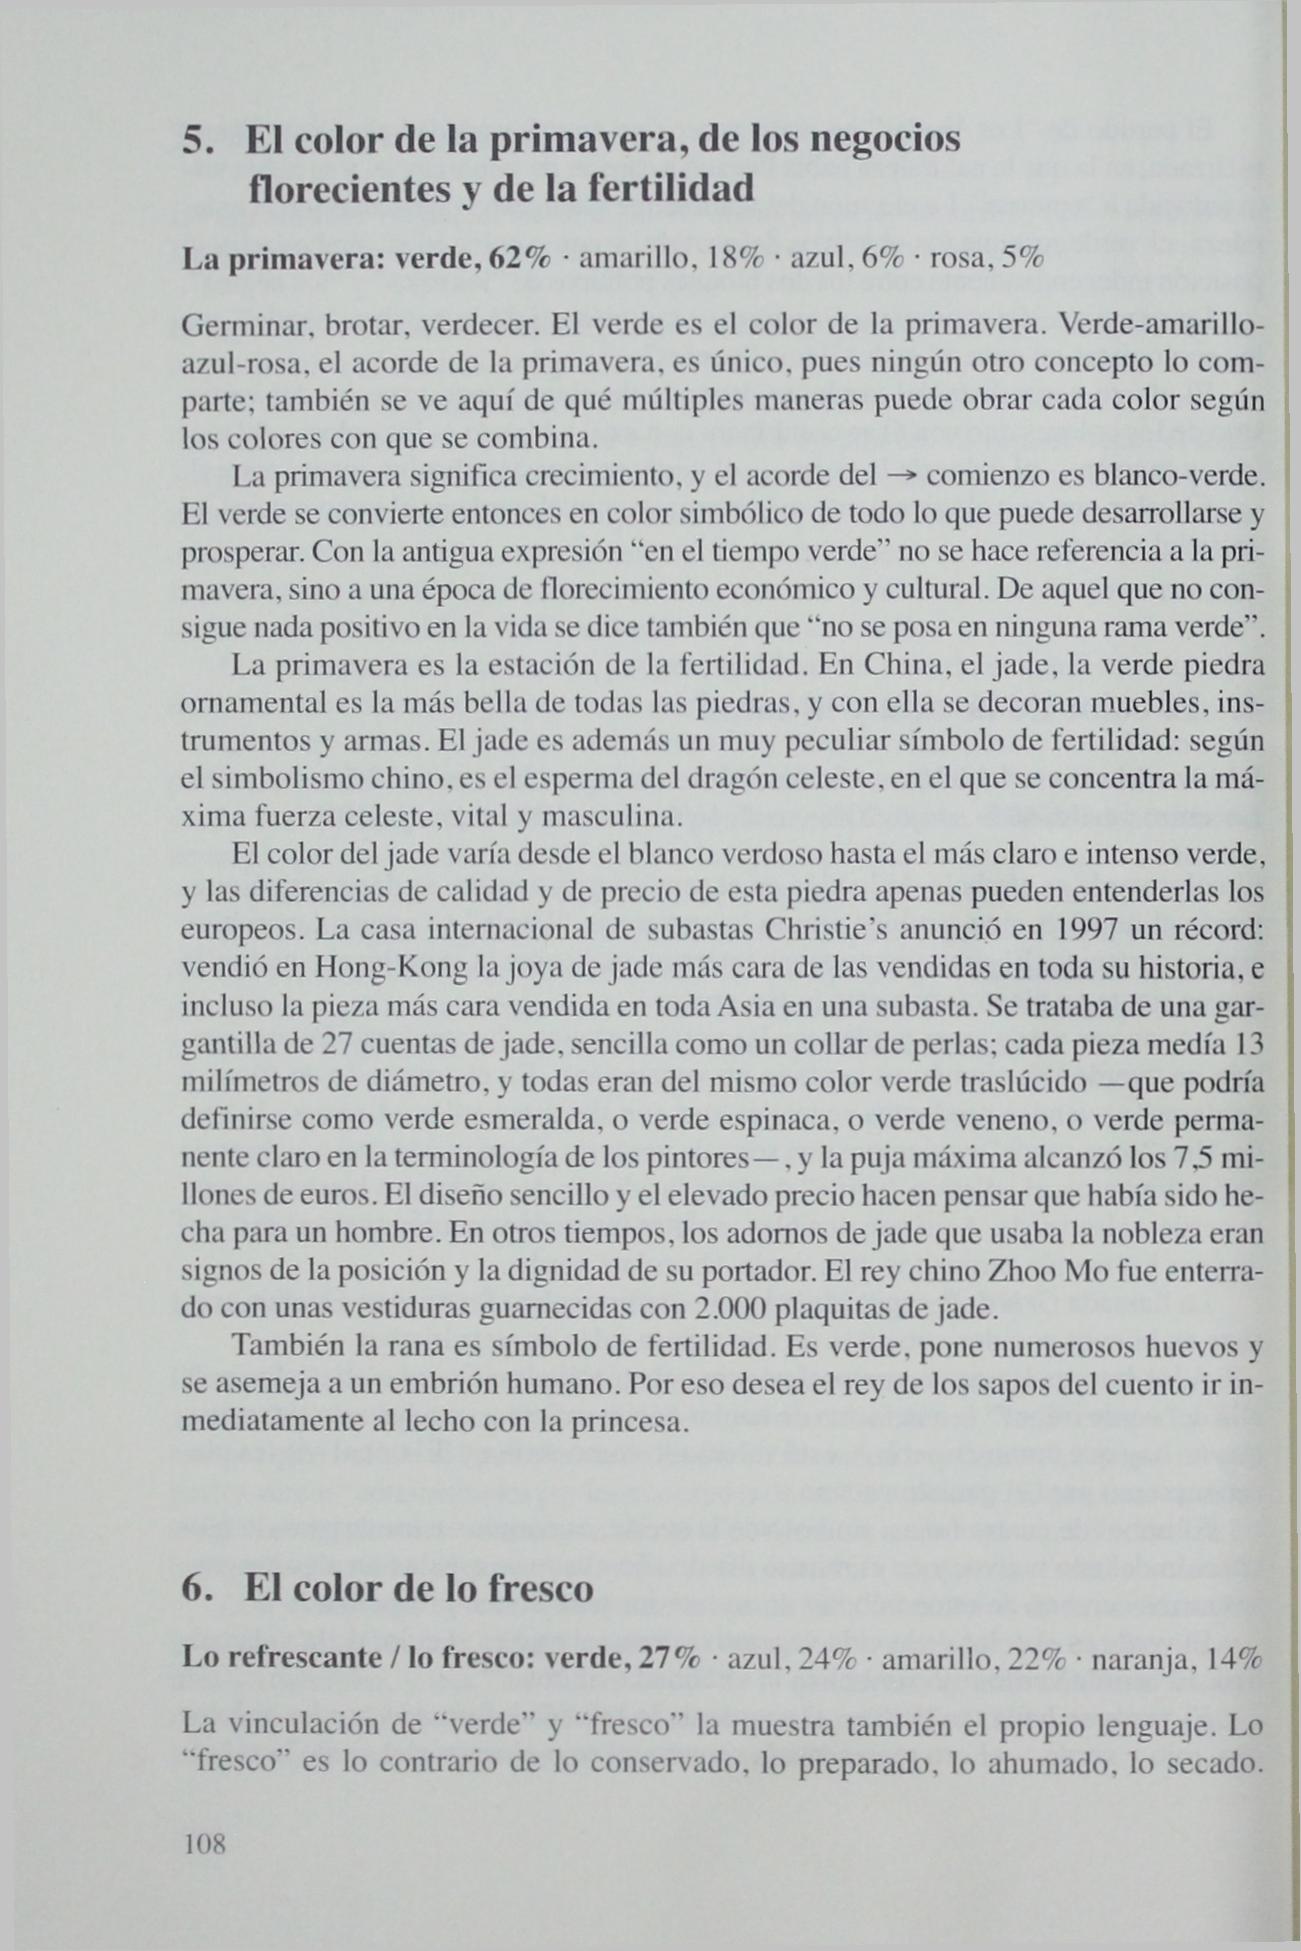 5. El color de la primavera, de los negocios
florecientes y de la fertilidad
La primavera: verde, 62% · amarillo, 18% · azul, 6% · rosa, 5%
Germinar, brotar, verdecer. El verde es el color de la primavera. Verde-amarillo-
azul-rosa, el acorde de la primavera, es único, pues ningún otro concepto lo com-
parte; también se ve aquí de qué múltiples maneras puede obrar cada color según
los colores con que se combina.
La primavera significa crecimiento, y el acorde del → comienzo es blanco-verde.
El verde se convierte entonces en color simbólico de todo lo que puede desarrollarse y
prosperar. Con la antigua expresión “en el tiempo verde” no se hace referencia a la pri-
mavera, sino a una época de florecimiento económico y cultural. De aquel que no con-
sigue nada positivo en la vida se dice también que “no se posa en ninguna rama verde”.
La primavera es la estación de la fertilidad. En China, el jade, la verde piedra
ornamental es la más bella de todas las piedras, y con ella se decoran muebles, ins-
trumentos y armas. El jade es además un muy peculiar símbolo de fertilidad: según
el simbolismo chino, es el esperma del dragón celeste, en el que se concentra la má-
xima fuerza celeste, vital y masculina.
El color del jade varía desde el blanco verdoso hasta el más claro e intenso verde,
y las diferencias de calidad y de precio de esta piedra apenas pueden entenderlas los
europeos. La casa internacional de subastas Christie’s anunció en 1997 un récord:
vendió en Hong-Kong la joya de jade más cara de las vendidas en toda su historia, e
incluso la pieza más cara vendida en toda Asia en una subasta. Se trataba de una gar-
gantilla de 27 cuentas de jade, sencilla como un collar de perlas; cada pieza medía 13
milímetros de diámetro, y todas eran del mismo color verde traslúcido —que podría
definirse como verde esmeralda, o verde espinaca, o verde veneno, o verde perma-
nente claro en la terminología de los pintores—, y la puja máxima alcanzó los 7,5 mi-
llones de euros. El diseño sencillo y el elevado precio hacen pensar que había sido he-
cha para un hombre. En otros tiempos, los adornos de jade que usaba la nobleza eran
signos de la posición y la dignidad de su portador. El rey chino Zhoo Mo fue enterra-
do con unas vestiduras guarnecidas con 2.000 plaquitas de jade.
También la rana es símbolo de fertilidad. Es verde, pone numerosos huevos y
se asemeja a un embrión humano. Por eso desea el rey de los sapos del cuento ir in-
mediatamente al lecho con la princesa.
6. El color de lo fresco
Lo refrescante / lo fresco: verde, 27% · azul, 24% · amarillo, 22% · naranja, 14%
La vinculación de “verde” y “fresco” la muestra también el propio lenguaje. Lo
“fresco” es lo contrario de lo conservado, lo preparado, lo ahumado, lo secado.
108